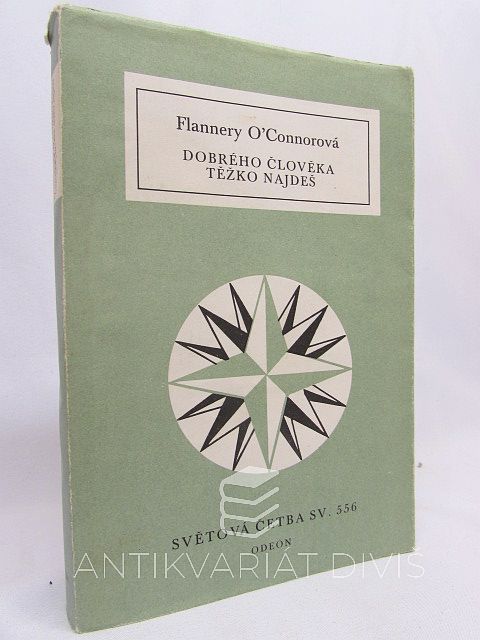 Flannery O'Connorová
DOBRÉHO ČLOVĚKA
TĚŽKO NAJDEŠ
SVĚTOVÁ ČETBA SV. 556
ODEON
ANTIKVARIÁT DIVIŠ